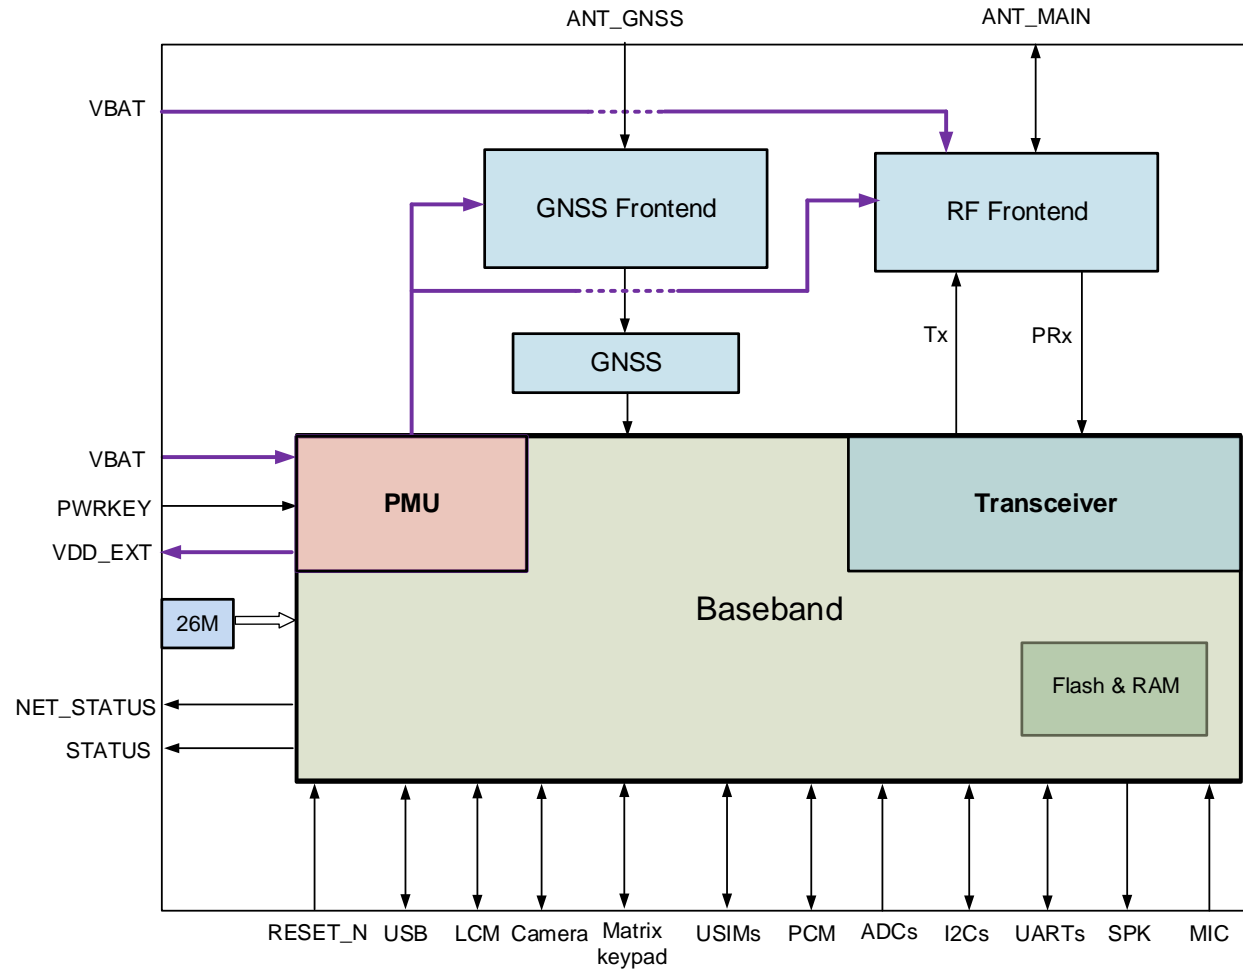 ANT_GNSS
ANT_MAIN
VBAT
GNSS Frontend
RF Frontend
Tx
PRx
GNSS
VBAT
PMU
Transceiver
PWRKEY
VDD_EXT
26M
Baseband
Flash & RAM
NET_STATUS
STATUS
RESET_N
USB
LCM
Camera
Matrix
keypad
USIMs
PCM
ADCs
I2Cs
UARTs
SPK
MIC